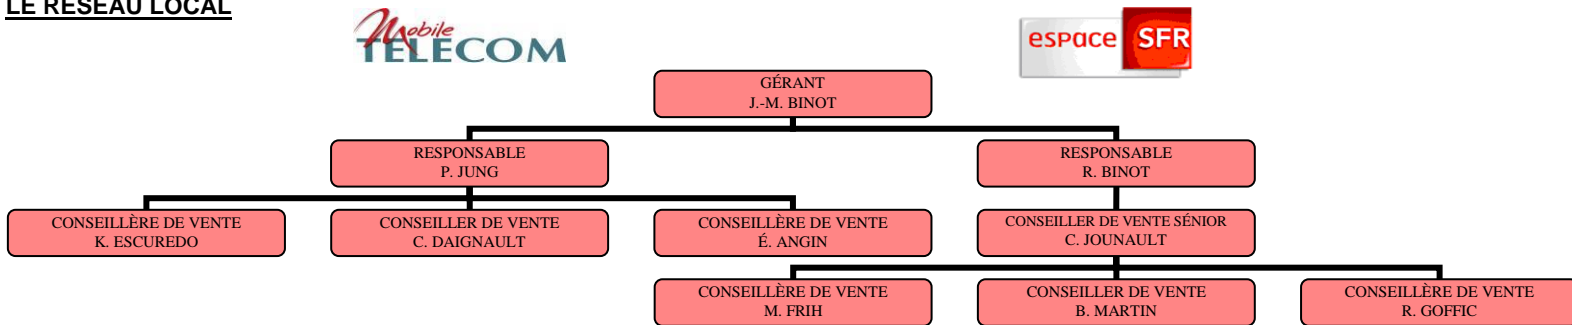 LE RÉSEAU LOCAL
Mobile
TELECOM
espace SFR
GÉRANT
J.-M. BINOT
RESPONSABLE
P. JUNG
RESPONSABLE
R. BINOT
CONSEILLÈRE DE VENTE
K. ESCUREDO
CONSEILLER DE VENTE
C. DAIGNAULT
CONSEILLÈRE DE VENTE
É. ANGIN
CONSEILLER DE VENTE SÉNIOR
C. JOUNAULT
CONSEILLÈRE DE VENTE
M. FRIH
CONSEILLER DE VENTE
B. MARTIN
CONSEILLÈRE DE VENTE
R. GOFFIC